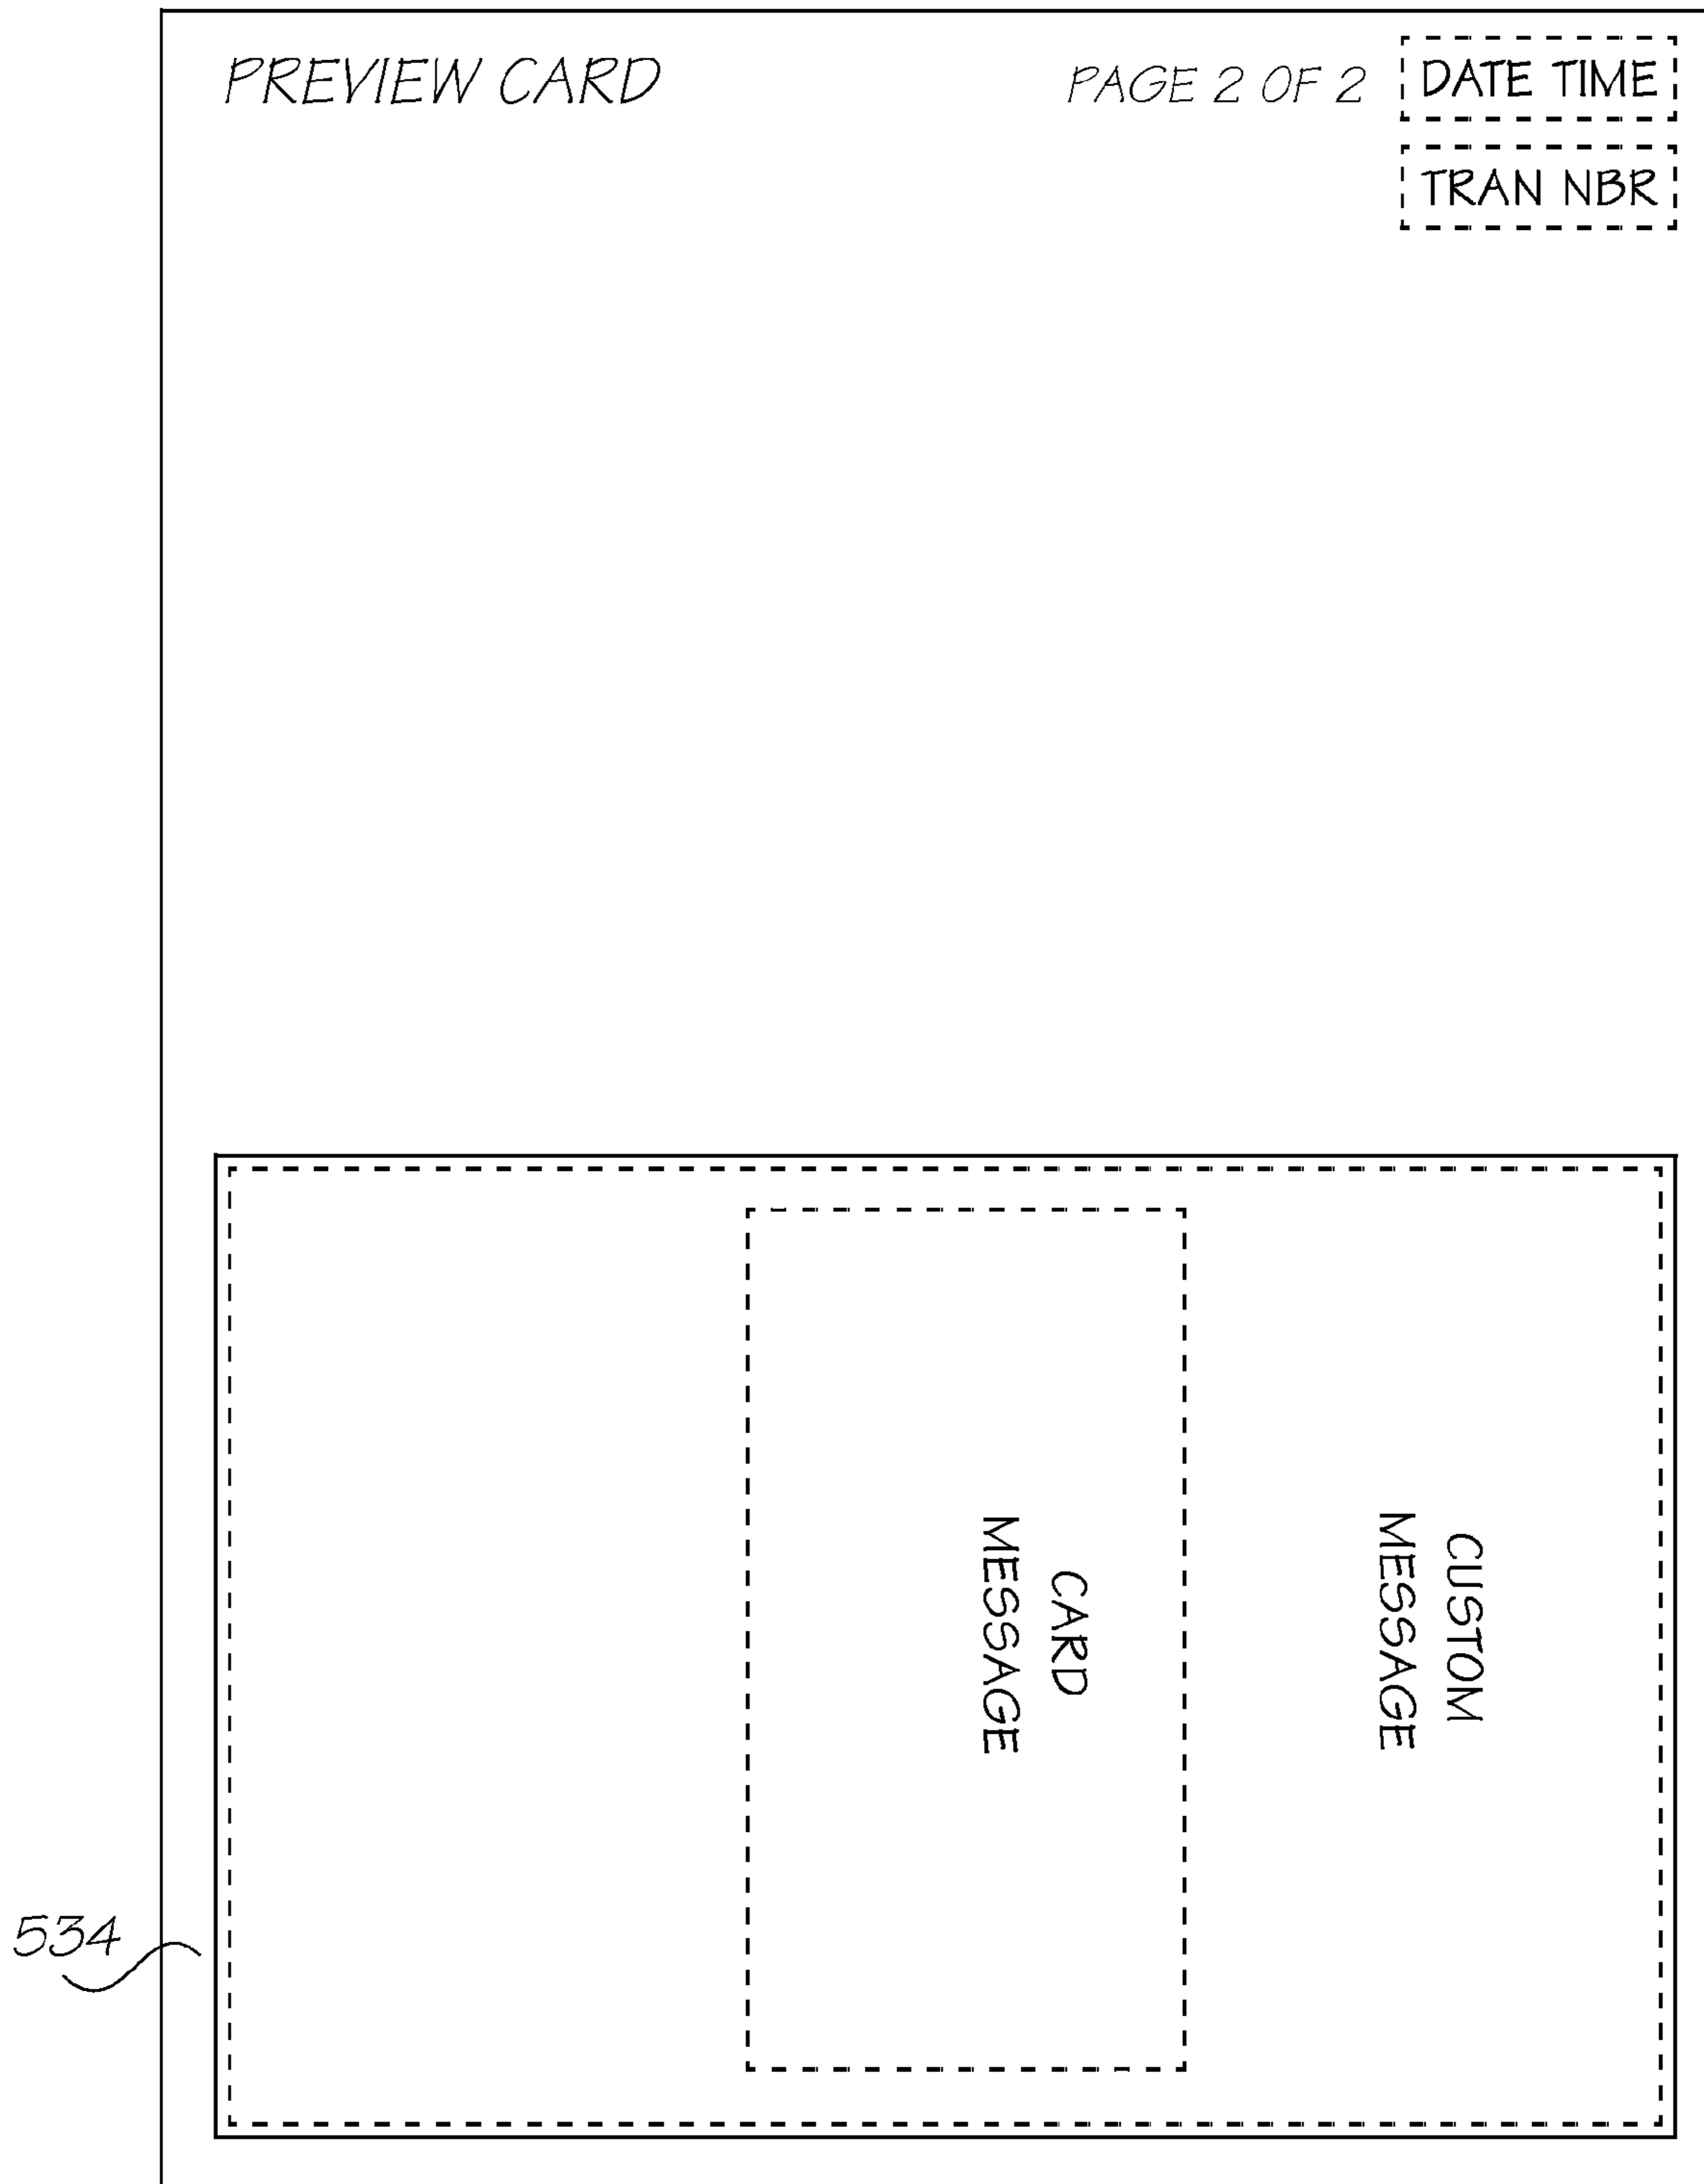 PREVIEW CARD
PAGE 2 OF 2
DATE TIME
TRAN NBR
CUSTOM
MESSAGE
CARD
MESSAGE
534